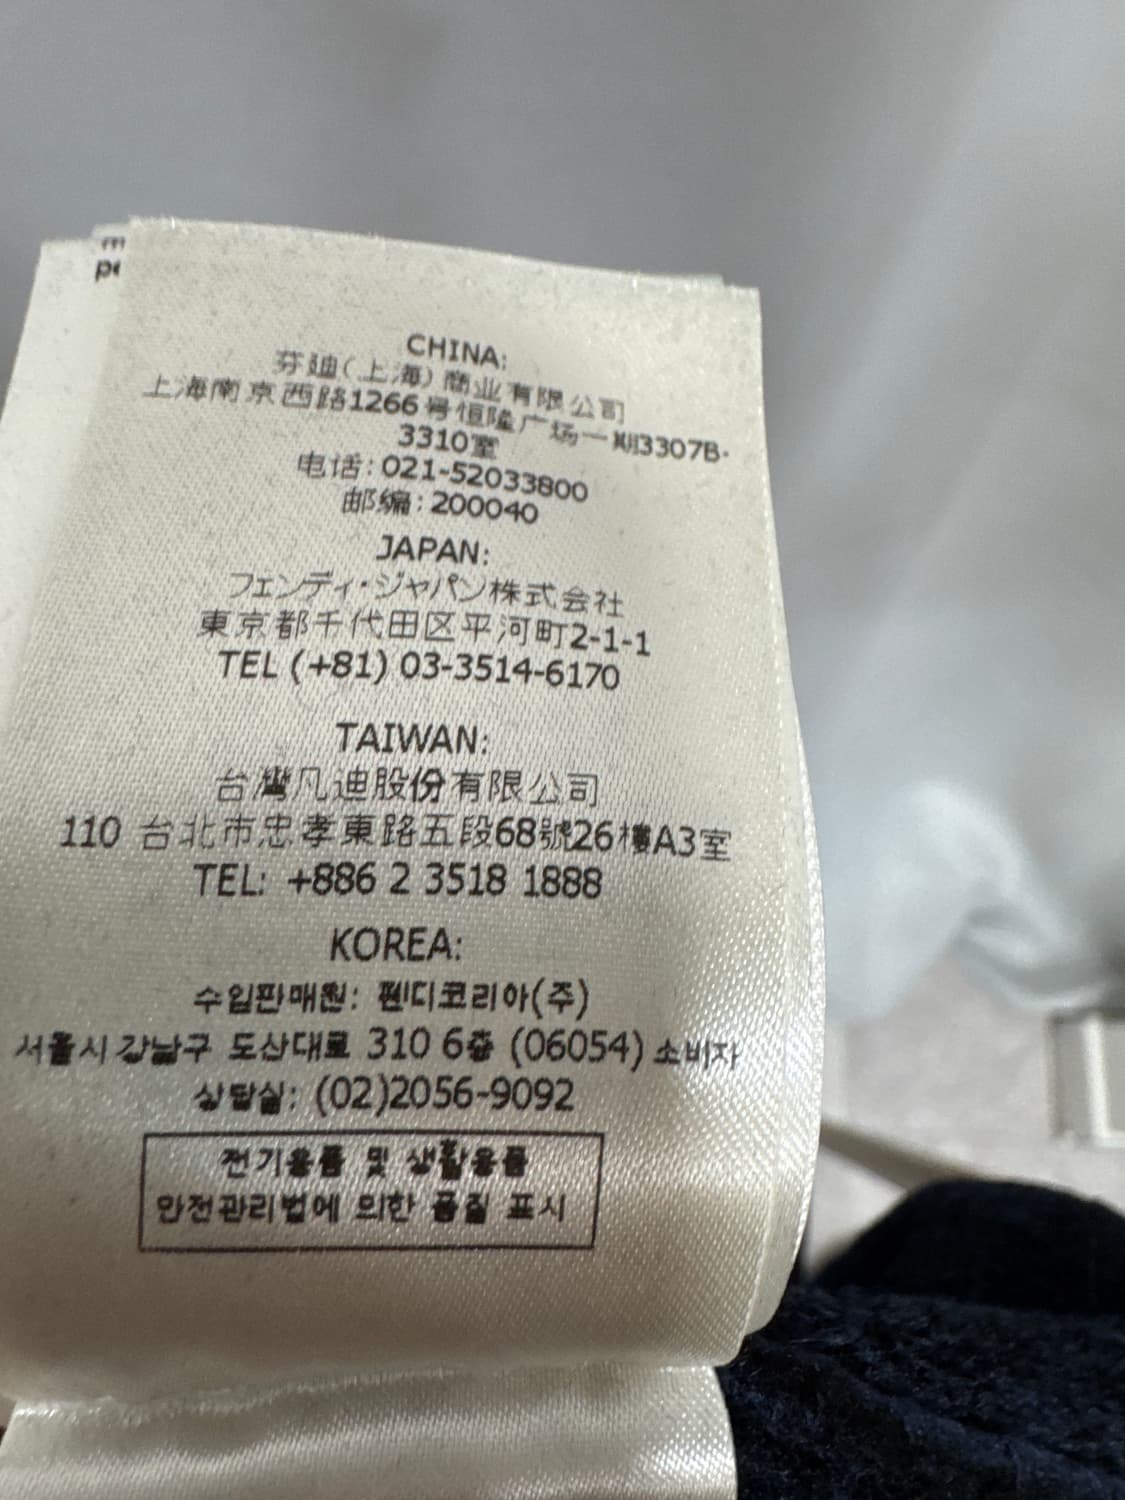 CHINA:
芬廸(上海)商业有限公司
上海南京西路1266号恒隆广场一期3307B·
3310室
电话:021-52033800
邮编:200040
JAPAN:
フェンディ・ジャパン株式会社
東京都千代田区平河町2-1-1
TEL (+81) 03-3514-6170
TAIWAN:
台灣凡迪股份有限公司
110 台北市忠孝東路五段68號26樓A3室
TEL: +886 2 3518 1888
KOREA:
수입판매원: 펜디코리아(주)
서울시 강남구 도산대로 310 6층 (06054) 소비자
상담실: (02)2056-9092
전기용품 및 생활용품
안전관리법에 의한 품질 표시